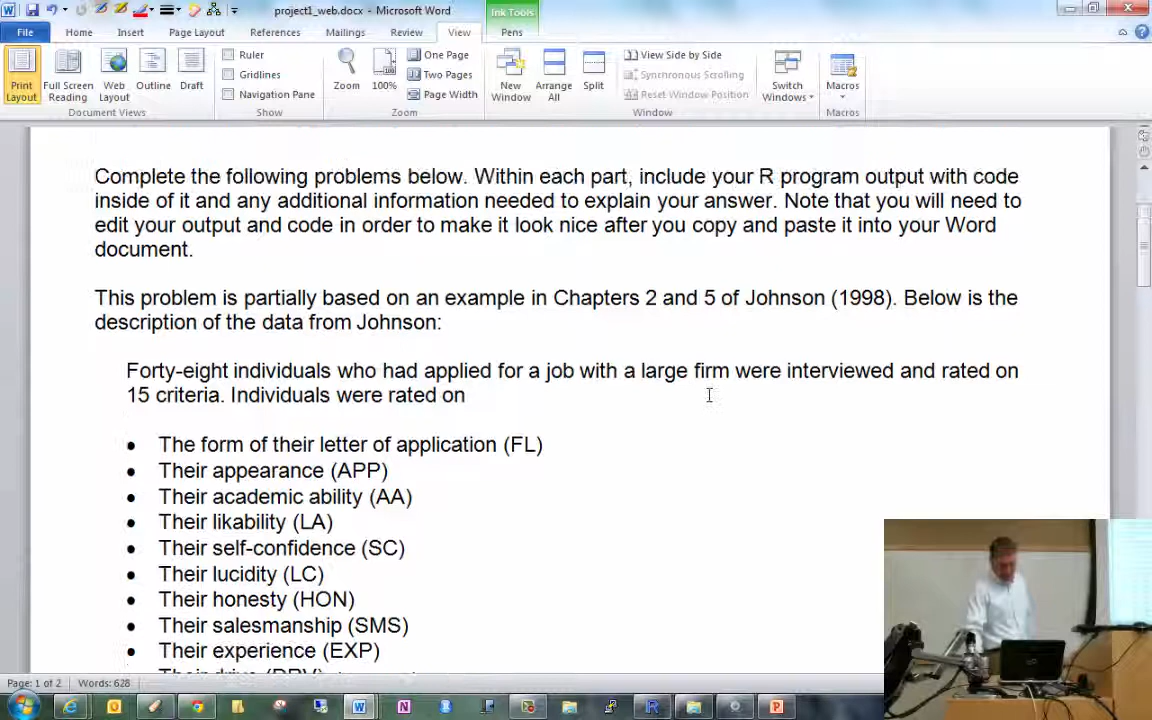 project1_web.docx - Microsoft Word
Ink Tools
File
Home
Insert
Page Layout
References
Mailings
Review
View
Pens
Print Layout
Full Screen Reading
Web Layout
Outline
Draft
Document Views
Ruler
Gridlines
Navigation Pane
Show
Zoom
100%
One Page
Two Pages
Page Width
Zoom
New Window
Arrange All
Split
View Side by Side
Synchronous Scrolling
Reset Window Position
Switch Windows
Window
Macros
Macros
Complete the following problems below. Within each part, include your R program output with code
inside of it and any additional information needed to explain your answer. Note that you will need to
edit your output and code in order to make it look nice after you copy and paste it into your Word
document.
This problem is partially based on an example in Chapters 2 and 5 of Johnson (1998). Below is the
description of the data from Johnson:
Forty-eight individuals who had applied for a job with a large firm were interviewed and rated on
15 criteria. Individuals were rated on
• The form of their letter of application (FL)
• Their appearance (APP)
• Their academic ability (AA)
• Their likability (LA)
• Their self-confidence (SC)
• Their lucidity (LC)
• Their honesty (HON)
• Their salesmanship (SMS)
• Their experience (EXP)
• Their drive (DRV)
Page: 1 of 2
Words: 628